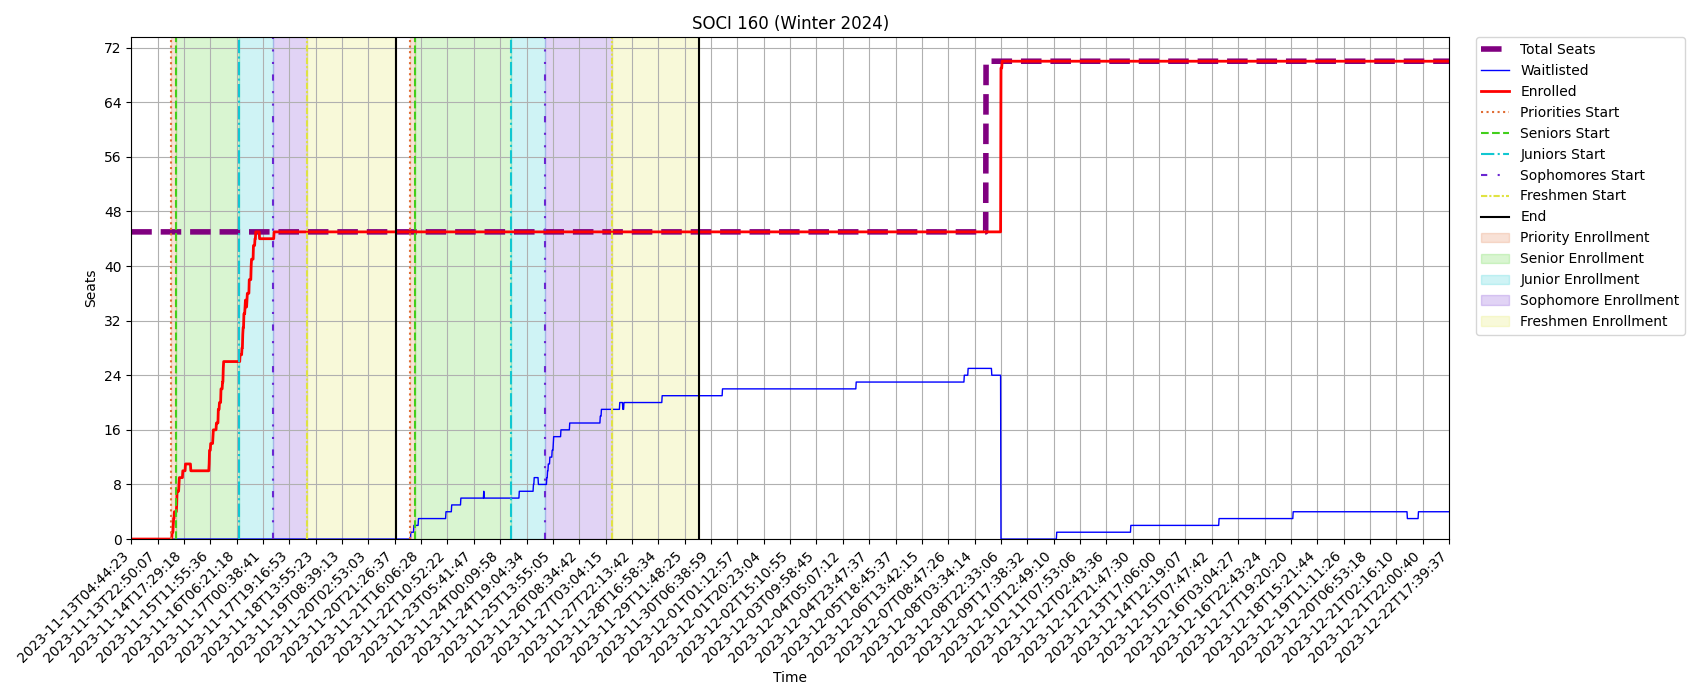 SOCI 160 (Winter 2024)
72
64
56
48
40
32
24
16
8
0
Seats
2023-11-13T04:44:23
2023-11-13T22:50:07
2023-11-14T17:29:18
2023-11-15T11:55:36
2023-11-16T06:21:18
2023-11-17T00:38:41
2023-11-17T19:16:53
2023-11-18T13:55:23
2023-11-19T08:39:13
2023-11-20T02:53:03
2023-11-20T21:26:37
2023-11-21T16:06:28
2023-11-22T10:52:22
2023-11-23T05:41:47
2023-11-24T00:09:58
2023-11-24T19:04:34
2023-11-25T13:55:05
2023-11-26T08:34:42
2023-11-27T03:04:15
2023-11-27T22:13:42
2023-11-28T16:58:34
2023-11-29T11:48:25
2023-11-30T06:38:59
2023-12-01T01:12:57
2023-12-01T20:23:04
2023-12-02T15:10:55
2023-12-03T09:58:45
2023-12-04T05:07:12
2023-12-04T23:47:37
2023-12-05T18:45:37
2023-12-06T13:42:15
2023-12-07T08:47:26
2023-12-08T03:34:14
2023-12-08T22:33:06
2023-12-09T17:38:32
2023-12-10T12:49:10
2023-12-11T07:53:06
2023-12-12T02:43:36
2023-12-12T21:47:30
2023-12-13T17:06:00
2023-12-14T12:19:07
2023-12-15T07:47:42
2023-12-16T03:04:27
2023-12-16T22:43:24
2023-12-17T19:20:20
2023-12-18T15:21:44
2023-12-19T11:11:26
2023-12-20T06:53:18
2023-12-21T02:16:10
2023-12-21T22:00:40
2023-12-22T17:39:37
Time
Total Seats
Waitlisted
Enrolled
Priorities Start
Seniors Start
Juniors Start
Sophomores Start
Freshmen Start
End
Priority Enrollment
Senior Enrollment
Junior Enrollment
Sophomore Enrollment
Freshmen Enrollment